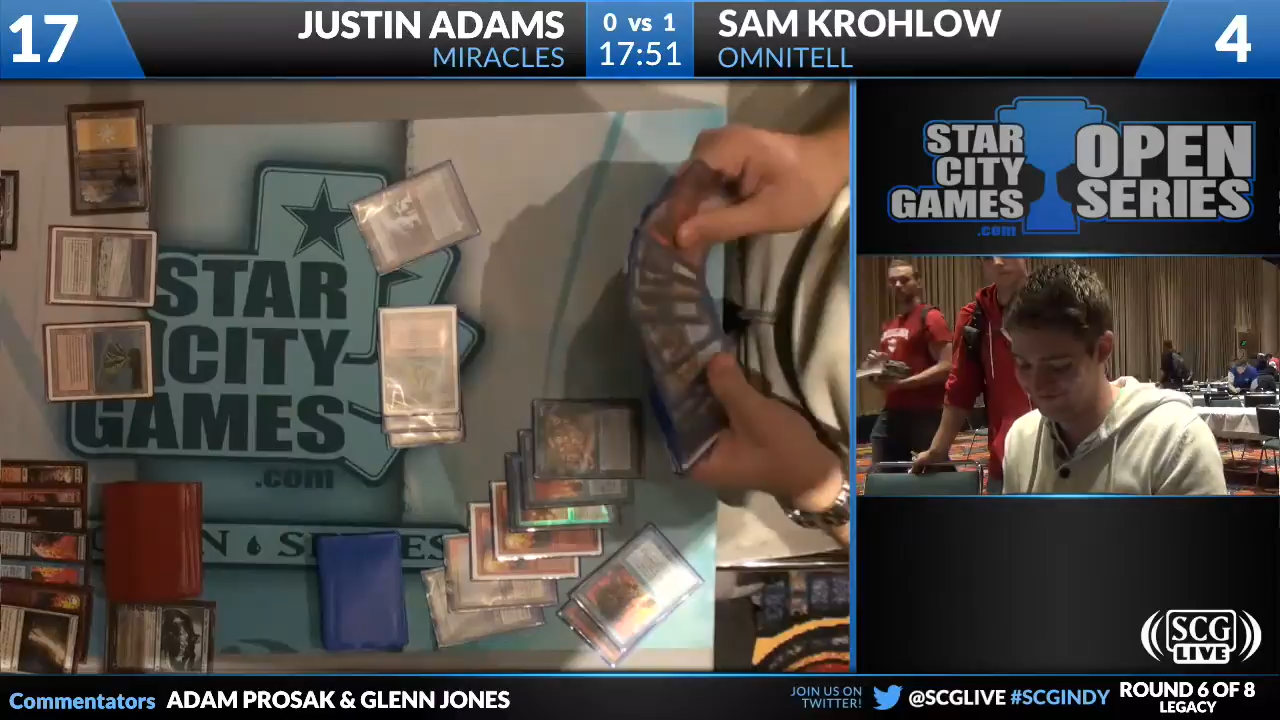 17
JUSTIN ADAMS
MIRACLES
0 vs 1
17:51
SAM KROHLOW
OMNITELL
4
STAR
CITY
GAMES
.com
OPEN
SERIES
STAR
CITY
GAMES
.com
SCG
LIVE
Commentators ADAM PROSAK & GLENN JONES
JOIN US ON
TWITTER!
@SCGLIVE #SCGINDY
ROUND 6 OF 8
LEGACY